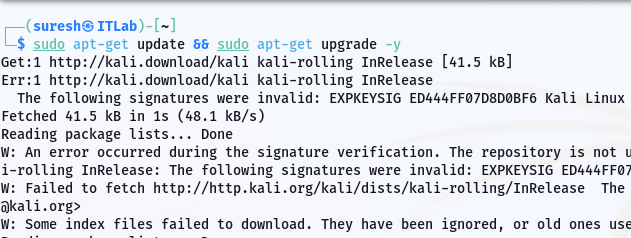 ┌──(suresh㉿ITLab)-[~]
└─$ sudo apt-get update && sudo apt-get upgrade -y
Get:1 http://kali.download/kali kali-rolling InRelease [41.5 kB]
Err:1 http://kali.download/kali kali-rolling InRelease
  The following signatures were invalid: EXPKEYSIG ED444FF07D8D0BF6 Kali Linux
Fetched 41.5 kB in 1s (48.1 kB/s)
Reading package lists... Done
W: An error occurred during the signature verification. The repository is not u
i-rolling InRelease: The following signatures were invalid: EXPKEYSIG ED444FF07
W: Failed to fetch http://http.kali.org/kali/dists/kali-rolling/InRelease  The
@kali.org>
W: Some index files failed to download. They have been ignored, or old ones use